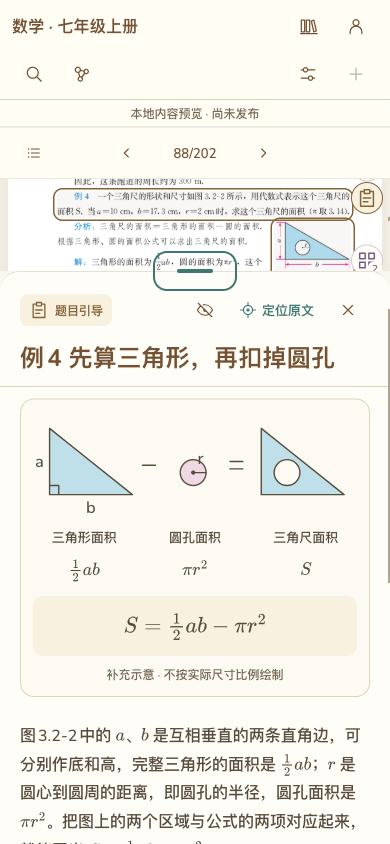 数学 · 七年级上册
本地内容预览 · 尚未发布
88/202
因此，这条跑道的周长约为 300 m.
例 4 一个三角尺的形状和尺寸如图 3.2-2 所示，用代数式表示这个三角尺的
面积 S. 当 a=10 cm，b=17.3 cm，r=2 cm 时，求这个三角尺的面积（π 取 3.14）.
分析：三角尺的面积＝三角形的面积－圆的面积.
根据三角形、圆的面积公式可以求出三角尺的面积.
解：三角形的面积为 ½ab，圆的面积为πr²，这个
b
题目引导
定位原文
例 4 先算三角形，再扣掉圆孔
a
b
−
r
=
三角形面积 圆孔面积 三角尺面积
½ab πr² S
S = ½ab − πr²
补充示意 · 不按实际尺寸比例绘制
图 3.2-2 中的 a、b 是互相垂直的两条直角边，可
分别作底和高，完整三角形的面积是 ½ab；r 是
圆心到圆周的距离，即圆孔的半径，圆孔面积是
πr²。把图上的两个区域与公式的两项对应起来，